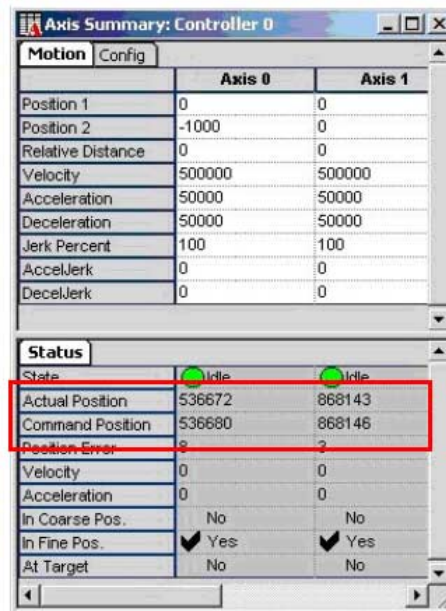 Axis Summary: Controller 0
Motion Config
Axis 0 Axis 1
Position 1 0 0
Position 2 -1000 0
Relative Distance 0 0
Velocity 500000 500000
Acceleration 50000 50000
Deceleration 50000 50000
Jerk Percent 100 100
AccelJerk 0 0
DecelJerk 0 0
Status
State Idle Idle
Actual Position 536672 868143
Command Position 536680 868146
Position Error 8 3
Velocity 0 0
Acceleration 0 0
In Coarse Pos. No No
In Fine Pos. Yes Yes
At Target No No